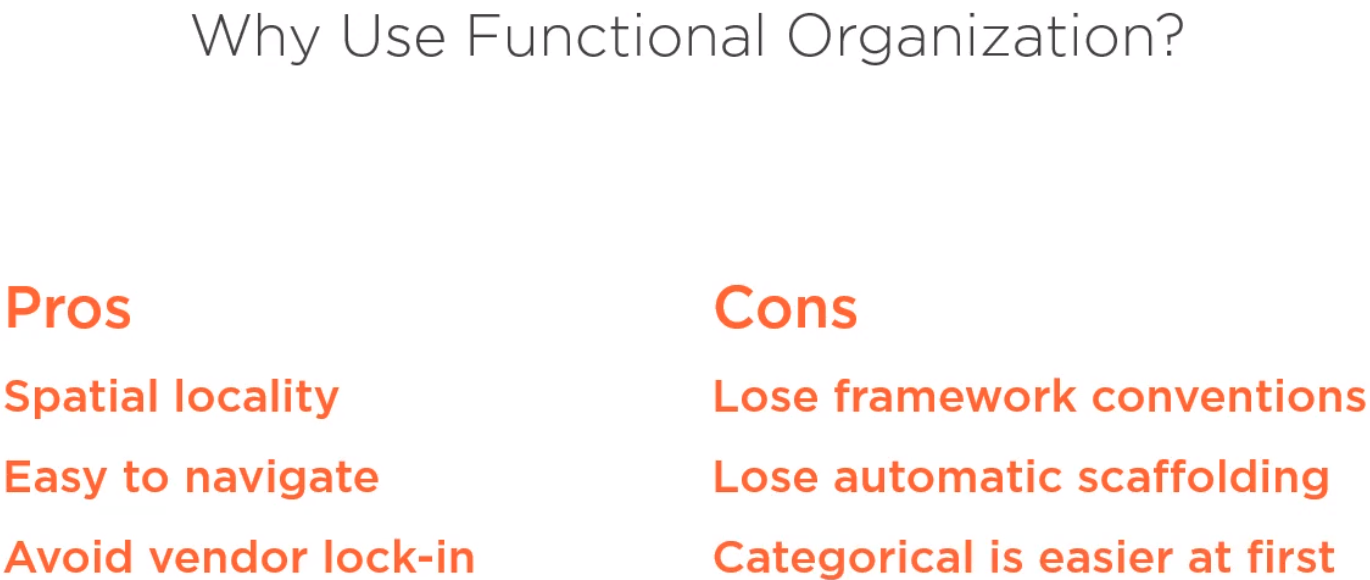 Why Use Functional Organization?
Pros
Spatial locality
Easy to navigate
Avoid vendor lock-in
Cons
Lose framework conventions
Lose automatic scaffolding
Categorical is easier at first